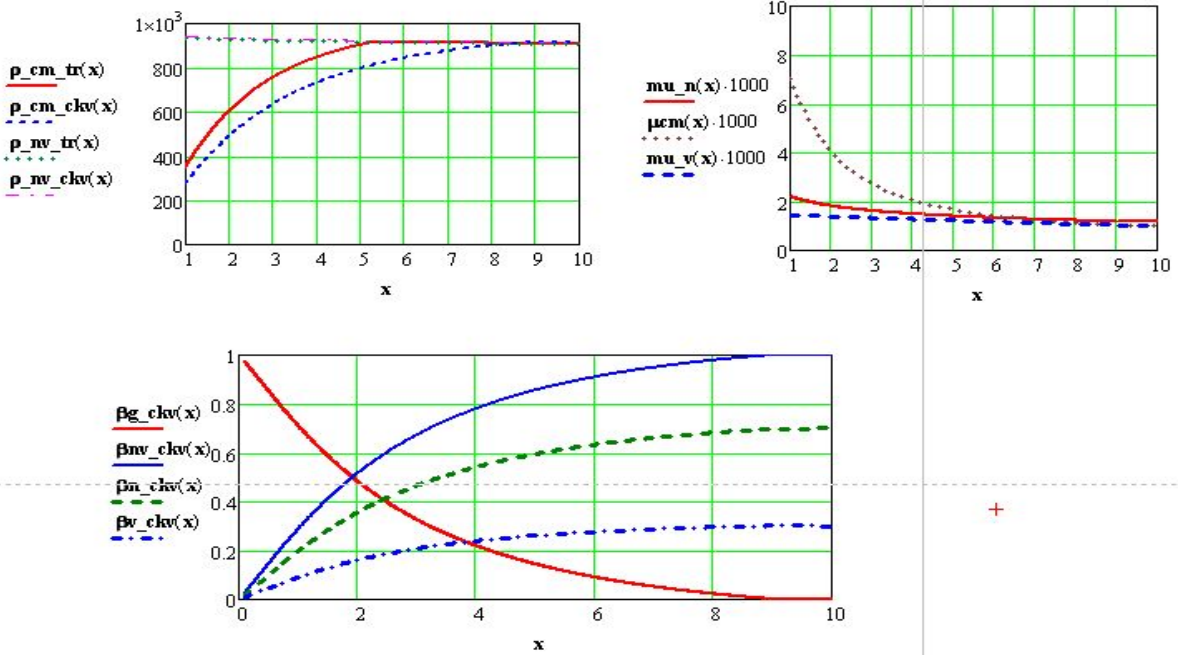 1×10³
800
600
400
200
0
1 2 3 4 5 6 7 8 9 10
x
ρ_cm_tr(x)
ρ_cm_ckv(x)
ρ_nv_tr(x)
ρ_nv_ckv(x)
10
8
6
4
2
0
1 2 3 4 5 6 7 8 9 10
x
mu_n(x)·1000
μcm(x)·1000
mu_v(x)·1000
1
0.8
0.6
0.4
0.2
0
0 2 4 6 8 10
x
βg_ckv(x)
βnv_ckv(x)
βn_ckv(x)
βv_ckv(x)